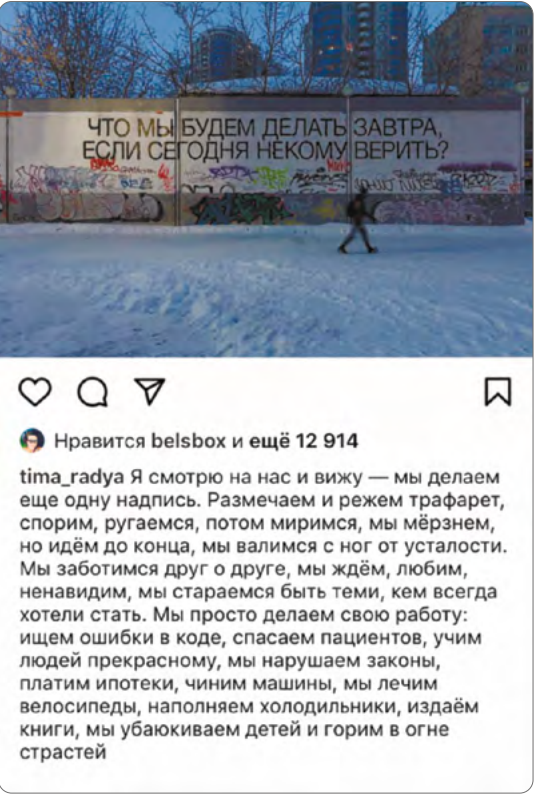 ЧТО МЫ БУДЕМ ДЕЛАТЬ ЗАВТРА,
ЕСЛИ СЕГОДНЯ НЕКОМУ ВЕРИТЬ?
Нравится belsbox и ещё 12 914
tima_radya Я смотрю на нас и вижу — мы делаем
еще одну надпись. Размечаем и режем трафарет,
спорим, ругаемся, потом миримся, мы мёрзнем,
но идём до конца, мы валимся с ног от усталости.
Мы заботимся друг о друге, мы ждём, любим,
ненавидим, мы стараемся быть теми, кем всегда
хотели стать. Мы просто делаем свою работу:
ищем ошибки в коде, спасаем пациентов, учим
людей прекрасному, мы нарушаем законы,
платим ипотеки, чиним машины, мы лечим
велосипеды, наполняем холодильники, издаём
книги, мы убаюкиваем детей и горим в огне
страстей